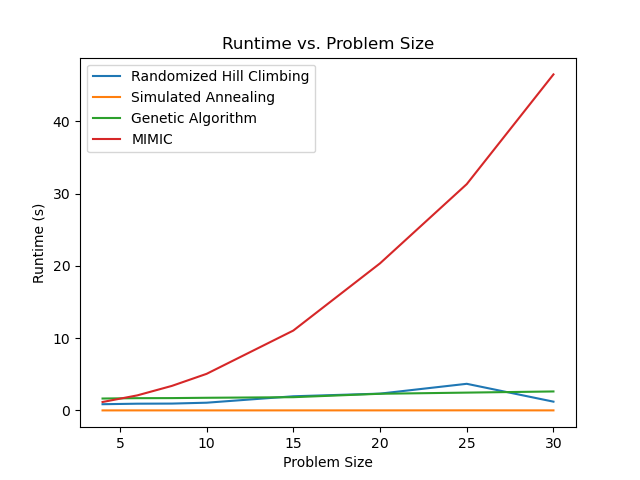 Runtime vs. Problem Size
Randomized Hill Climbing
Simulated Annealing
Genetic Algorithm
MIMIC
Runtime (s)
40
30
20
10
0
5 10 15 20 25 30
Problem Size